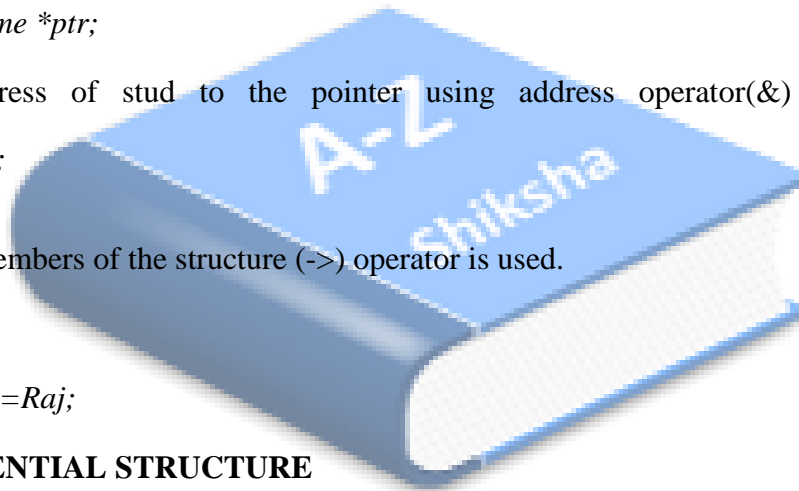 me *ptr;
ress of stud to the pointer using address operator(&)
;
embers of the structure (->) operator is used.
=Raj;
ENTIAL STRUCTURE
A-Z
Shiksha